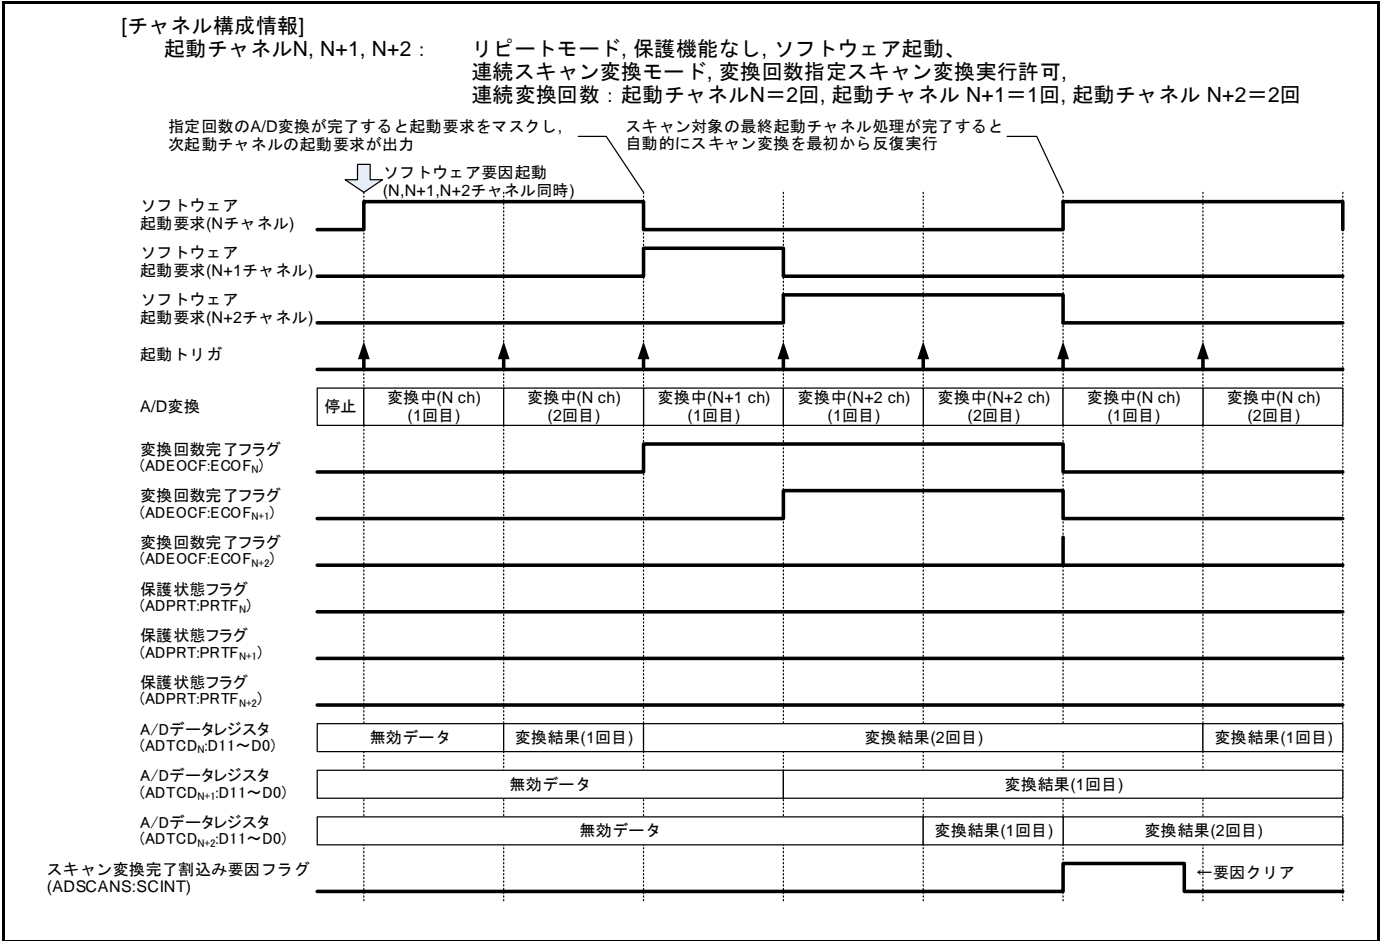 [チャネル構成情報]
起動チャネルN, N+1, N+2： リピートモード, 保護機能なし, ソフトウェア起動、
連続スキャン変換モード, 変換回数指定スキャン変換実行許可,
連続変換回数：起動チャネルN＝2回, 起動チャネル N+1＝1回, 起動チャネル N+2＝2回
指定回数のA/D変換が完了すると起動要求をマスクし,
次起動チャネルの起動要求が出力
スキャン対象の最終起動チャネル処理が完了すると
自動的にスキャン変換を最初から反復実行
ソフトウェア要因起動
(N,N+1,N+2チャネル同時)
ソフトウェア
起動要求(Nチャネル)
ソフトウェア
起動要求(N+1チャネル)
ソフトウェア
起動要求(N+2チャネル)
起動トリガ
A/D変換
停止
変換中(N ch)
(1回目)
変換中(N ch)
(2回目)
変換中(N+1 ch)
(1回目)
変換中(N+2 ch)
(1回目)
変換中(N+2 ch)
(2回目)
変換中(N ch)
(1回目)
変換中(N ch)
(2回目)
変換回数完了フラグ
(ADEOCF:ECOFN)
変換回数完了フラグ
(ADEOCF:ECOFN+1)
変換回数完了フラグ
(ADEOCF:ECOFN+2)
保護状態フラグ
(ADPRT:PRTFN)
保護状態フラグ
(ADPRT:PRTFN+1)
保護状態フラグ
(ADPRT:PRTFN+2)
A/Dデータレジスタ
(ADTCDN:D11～D0)
無効データ
変換結果(1回目)
変換結果(2回目)
変換結果(1回目)
A/Dデータレジスタ
(ADTCDN+1:D11～D0)
無効データ
変換結果(1回目)
A/Dデータレジスタ
(ADTCDN+2:D11～D0)
無効データ
変換結果(1回目)
変換結果(2回目)
スキャン変換完了割込み要因フラグ
(ADSCANS:SCINT)
←要因クリア